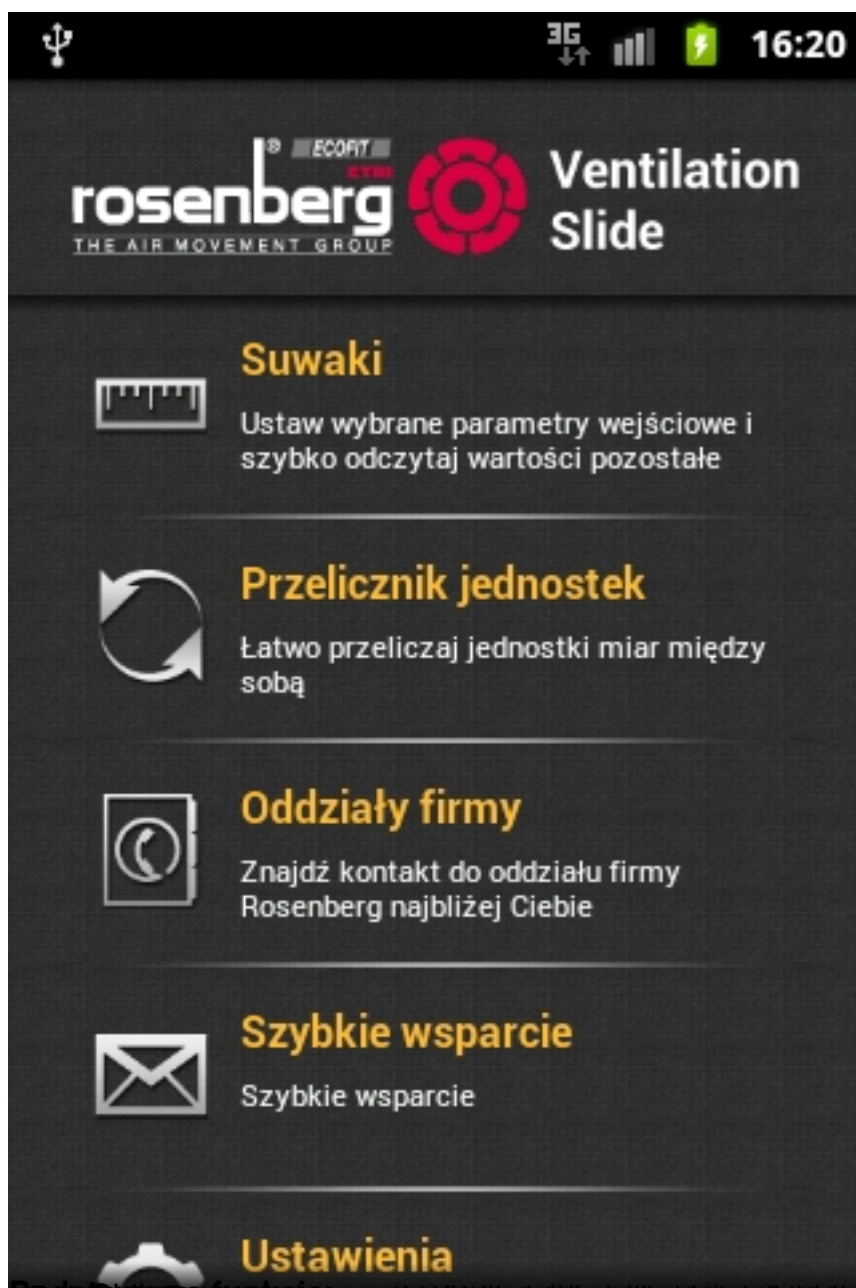 3G
16:20
rosenberg®
ECOFIT
ETRI
THE AIR MOVEMENT GROUP
Ventilation
Slide
Suwaki
Ustaw wybrane parametry wejściowe i
szybko odczytaj wartości pozostałe
Przelicznik jednostek
Łatwo przeliczaj jednostki miar między
sobą
Oddziały firmy
Znajdź kontakt do oddziału firmy
Rosenberg najbliżej Ciebie
Szybkie wsparcie
Szybkie wsparcie
Ustawienia